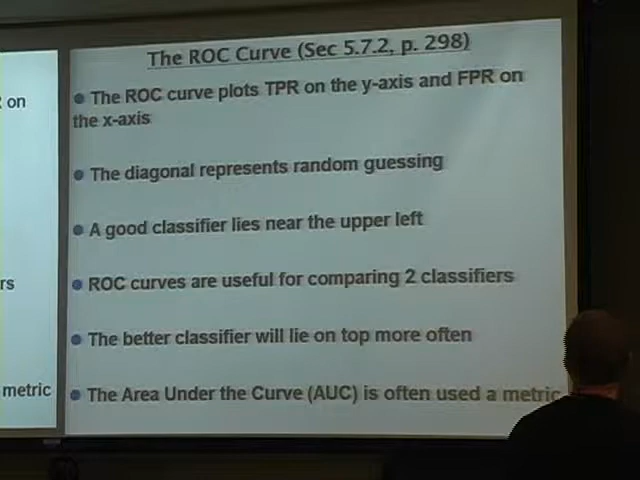 The ROC Curve (Sec 5.7.2, p. 298)
The ROC curve plots TPR on the y-axis and FPR on
the x-axis
The diagonal represents random guessing
A good classifier lies near the upper left
ROC curves are useful for comparing 2 classifiers
The better classifier will lie on top more often
The Area Under the Curve (AUC) is often used a metric
on
rs
metric